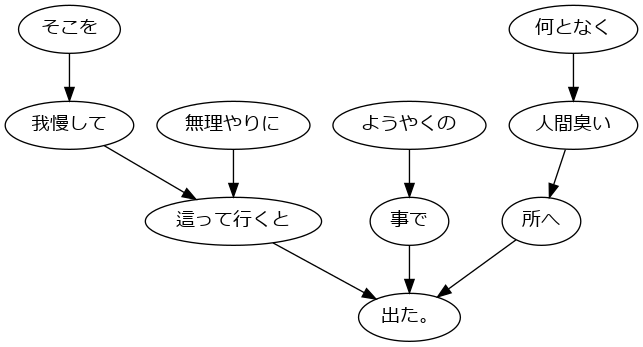 そこを
何となく
我慢して
無理やりに
ようやくの
人間臭い
這って行くと
事で
所へ
出た。